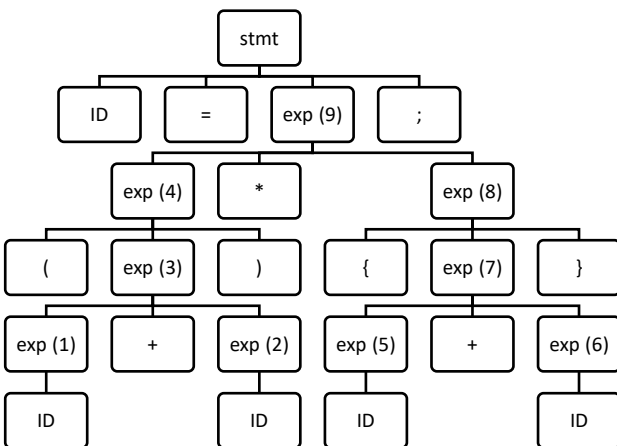 stmt
ID = exp (9) ;
exp (4) * exp (8)
( exp (3) ) { exp (7) }
exp (1) + exp (2) exp (5) + exp (6)
ID ID ID ID